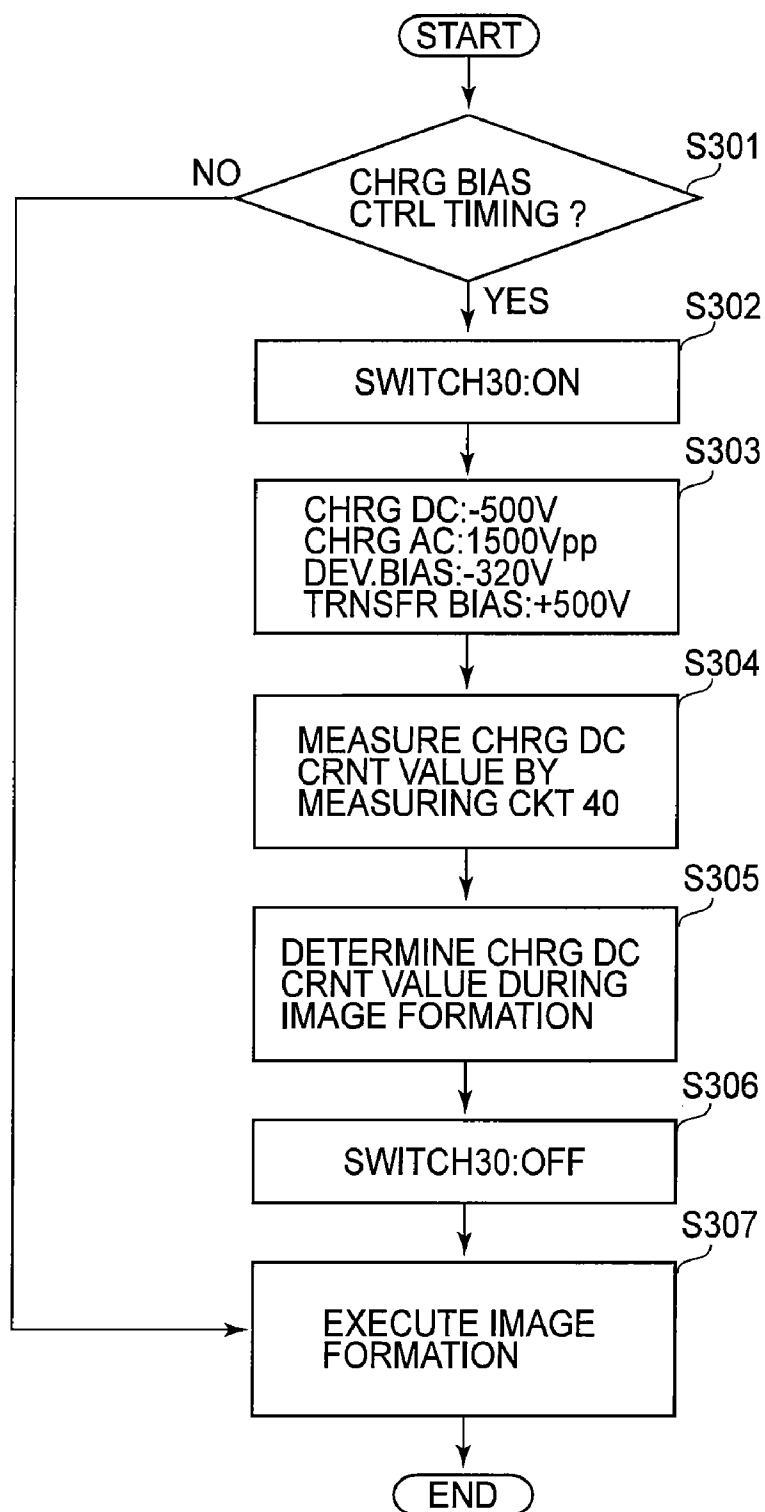 START
S301
NO
CHRG BIAS
CTRL TIMING ?
YES
S302
SWITCH30:ON
S303
CHRG DC:-500V
CHRG AC:1500Vpp
DEV.BIAS:-320V
TRNSFR BIAS:+500V
S304
MEASURE CHRG DC
CRNT VALUE BY
MEASURING CKT 40
S305
DETERMINE CHRG DC
CRNT VALUE DURING
IMAGE FORMATION
S306
SWITCH30:OFF
S307
EXECUTE IMAGE
FORMATION
END